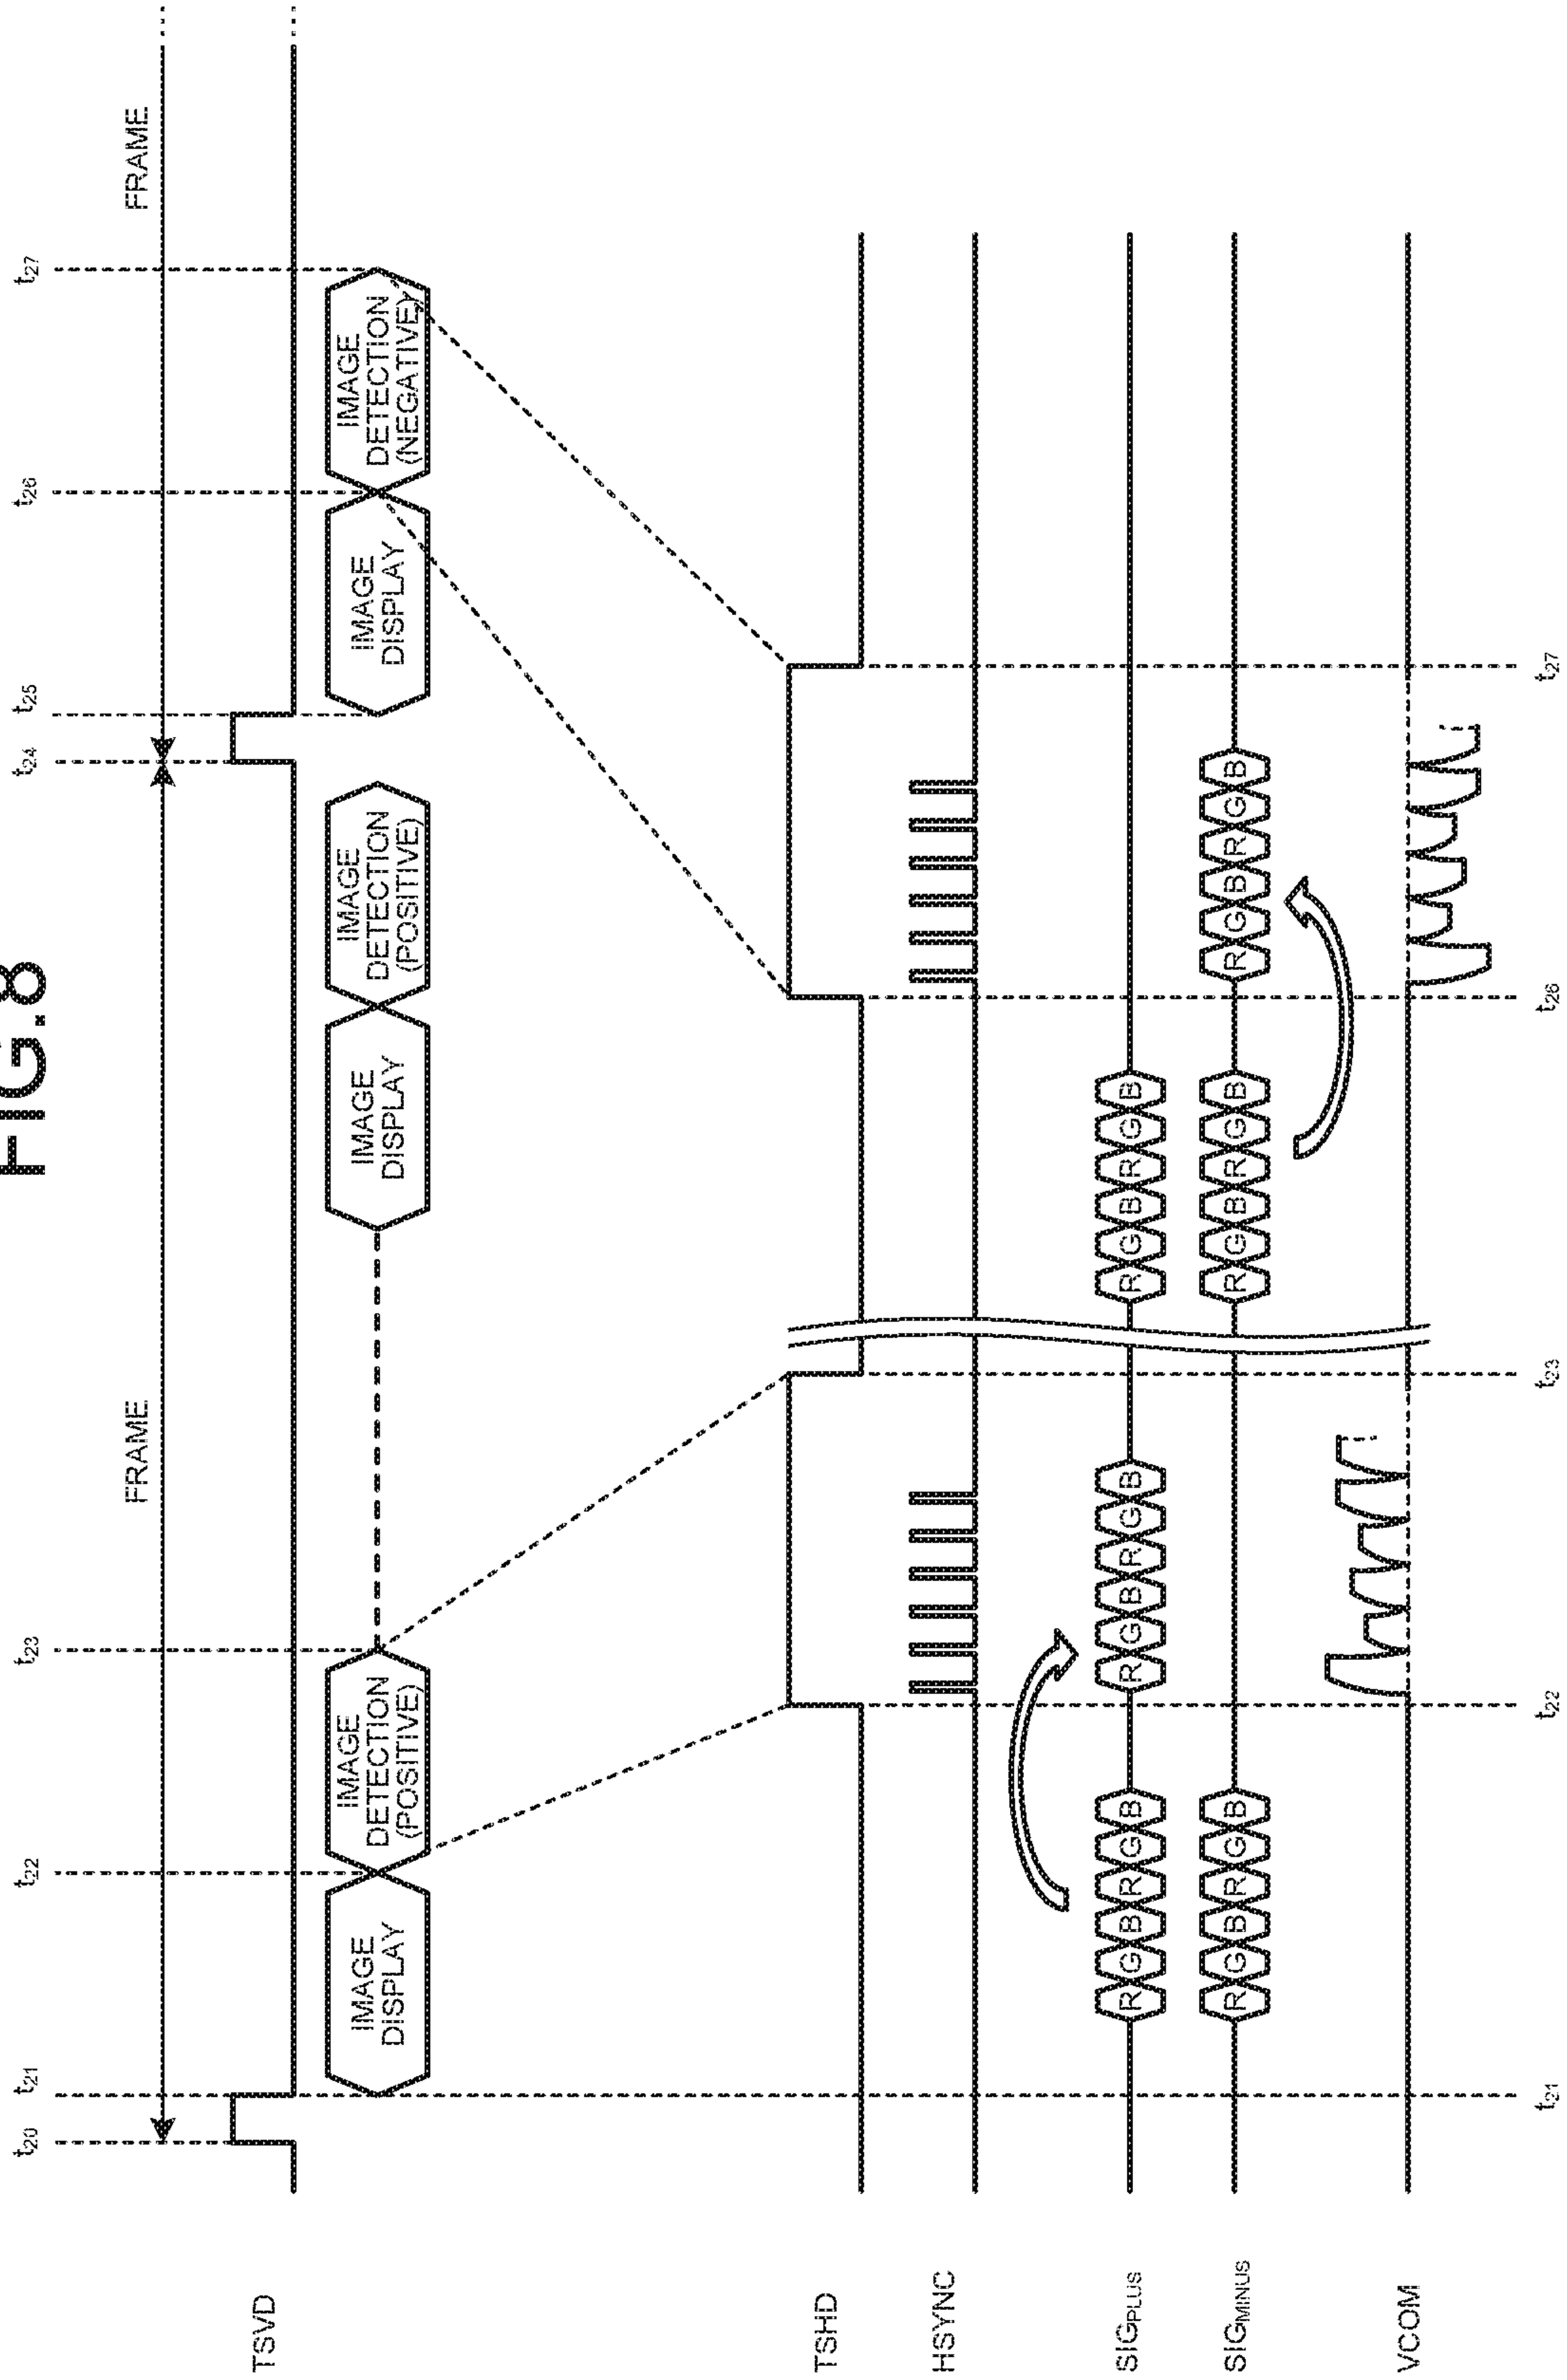 FIG.8
t20 t21 t22 t23 t24 t25 t26 t27
FRAME FRAME
TSVD
IMAGE
DISPLAY
IMAGE
DETECTION
(POSITIVE)
IMAGE
DISPLAY
IMAGE
DETECTION
(POSITIVE)
IMAGE
DISPLAY
IMAGE
DETECTION
(NEGATIVE)
TSHD
HSYNC
SIGPLUS R G B R G B R G B R G B R G B R G B
SIGMINUS R G B R G B R G B R G B R G B R G B
VCOM
t21 t22 t23 t26 t27